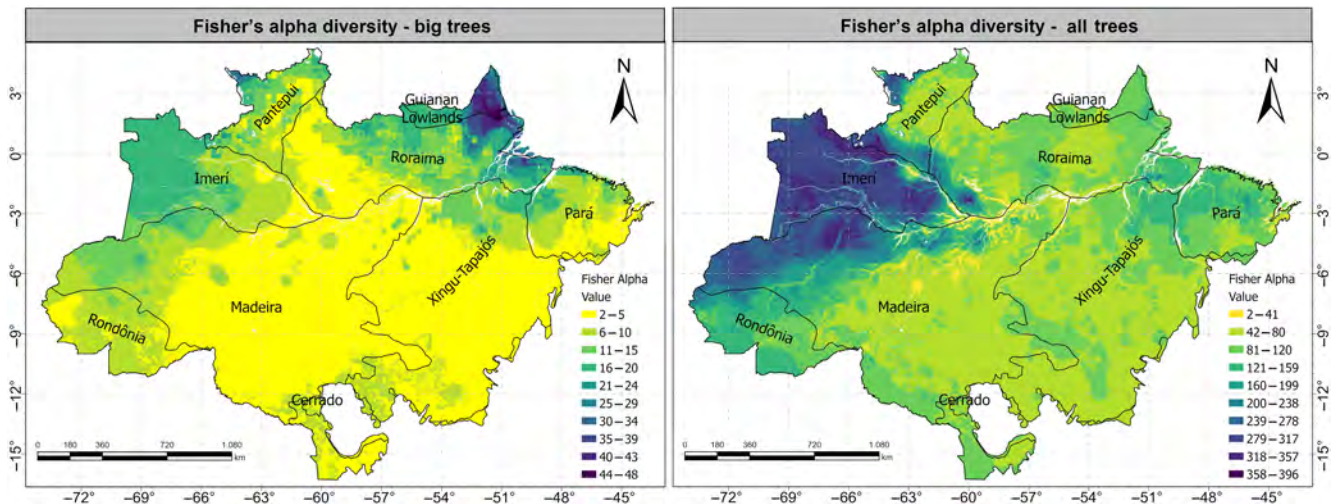 Fisher's alpha diversity - big trees
N
3°
0°
−3°
−6°
−9°
−12°
−15°
Pantepui
Guianan
Lowlands
Roraima
Imerí
Pará
Xingu-Tapajós
Madeira
Rondônia
Cerrado
Fisher Alpha
Value
2−5
6−10
11−15
16−20
21−24
25−29
30−34
35−39
40−43
44−48
0 180 360 720 1.080
km
−72 −69 −66 −63 −60 −57 −54 −51 −48 −45
Fisher's alpha diversity - all trees
N
3°
0°
−3°
−6°
−9°
−12°
−15°
Pantepui
Guianan
Lowlands
Roraima
Imerí
Pará
Xingu-Tapajós
Madeira
Rondônia
Cerrado
Fisher Alpha
Value
2−41
42−80
81−120
121−159
160−199
200−238
239−278
279−317
318−357
358−396
0 180 360 720 1.080
km
−72 −69 −66 −63 −60 −57 −54 −51 −48 −45